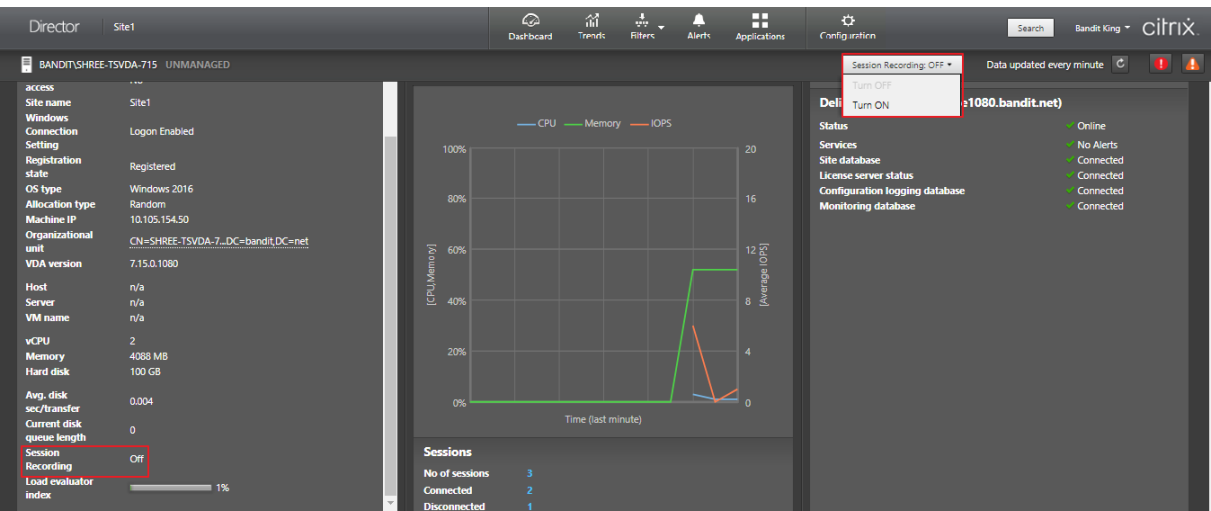 Director Site1 Dashboard Trends Filters Alerts Applications Configuration Search Bandit King citrix
BANDIT\SHREE-TSVDA-715 UNMANAGED Session Recording: OFF Data updated every minute
Turn OFF
Turn ON
access
Site name Site1
Windows
Connection Logon Enabled
Setting
Registration
state Registered
OS type Windows 2016
Allocation type Random
Machine IP 10.105.154.50
Organizational
unit CN=SHREE-TSVDA-7...DC=bandit,DC=net
VDA version 7.15.0.1080
Host n/a
Server n/a
VM name n/a
vCPU 2
Memory 4088 MB
Hard disk 100 GB
Avg. disk
sec/transfer 0.004
Current disk
queue length 0
Session
Recording Off
Load evaluator
index 1%
CPU Memory IOPS
100% 20
80% 16
60% 12
40% 8
20% 4
0% 0
[CPU,Memory]
[Average IOPS]
Time (last minute)
Sessions
No of sessions 3
Connected 2
Disconnected 1
Deli e1080.bandit.net)
Status Online
Services No Alerts
Site database Connected
License server status Connected
Configuration logging database Connected
Monitoring database Connected